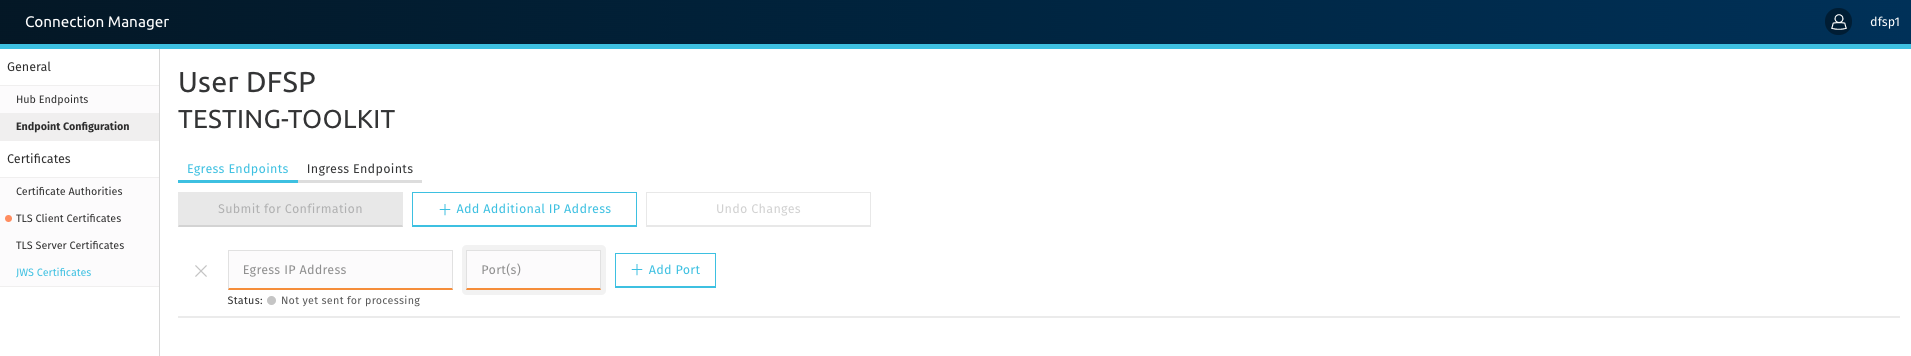 Connection Manager
dfsp1
General
Hub Endpoints
Endpoint Configuration
Certificates
Certificate Authorities
TLS Client Certificates
TLS Server Certificates
JWS Certificates
User DFSP
TESTING-TOOLKIT
Egress Endpoints Ingress Endpoints
Submit for Confirmation + Add Additional IP Address Undo Changes
Egress IP Address Port(s) + Add Port
Status: Not yet sent for processing